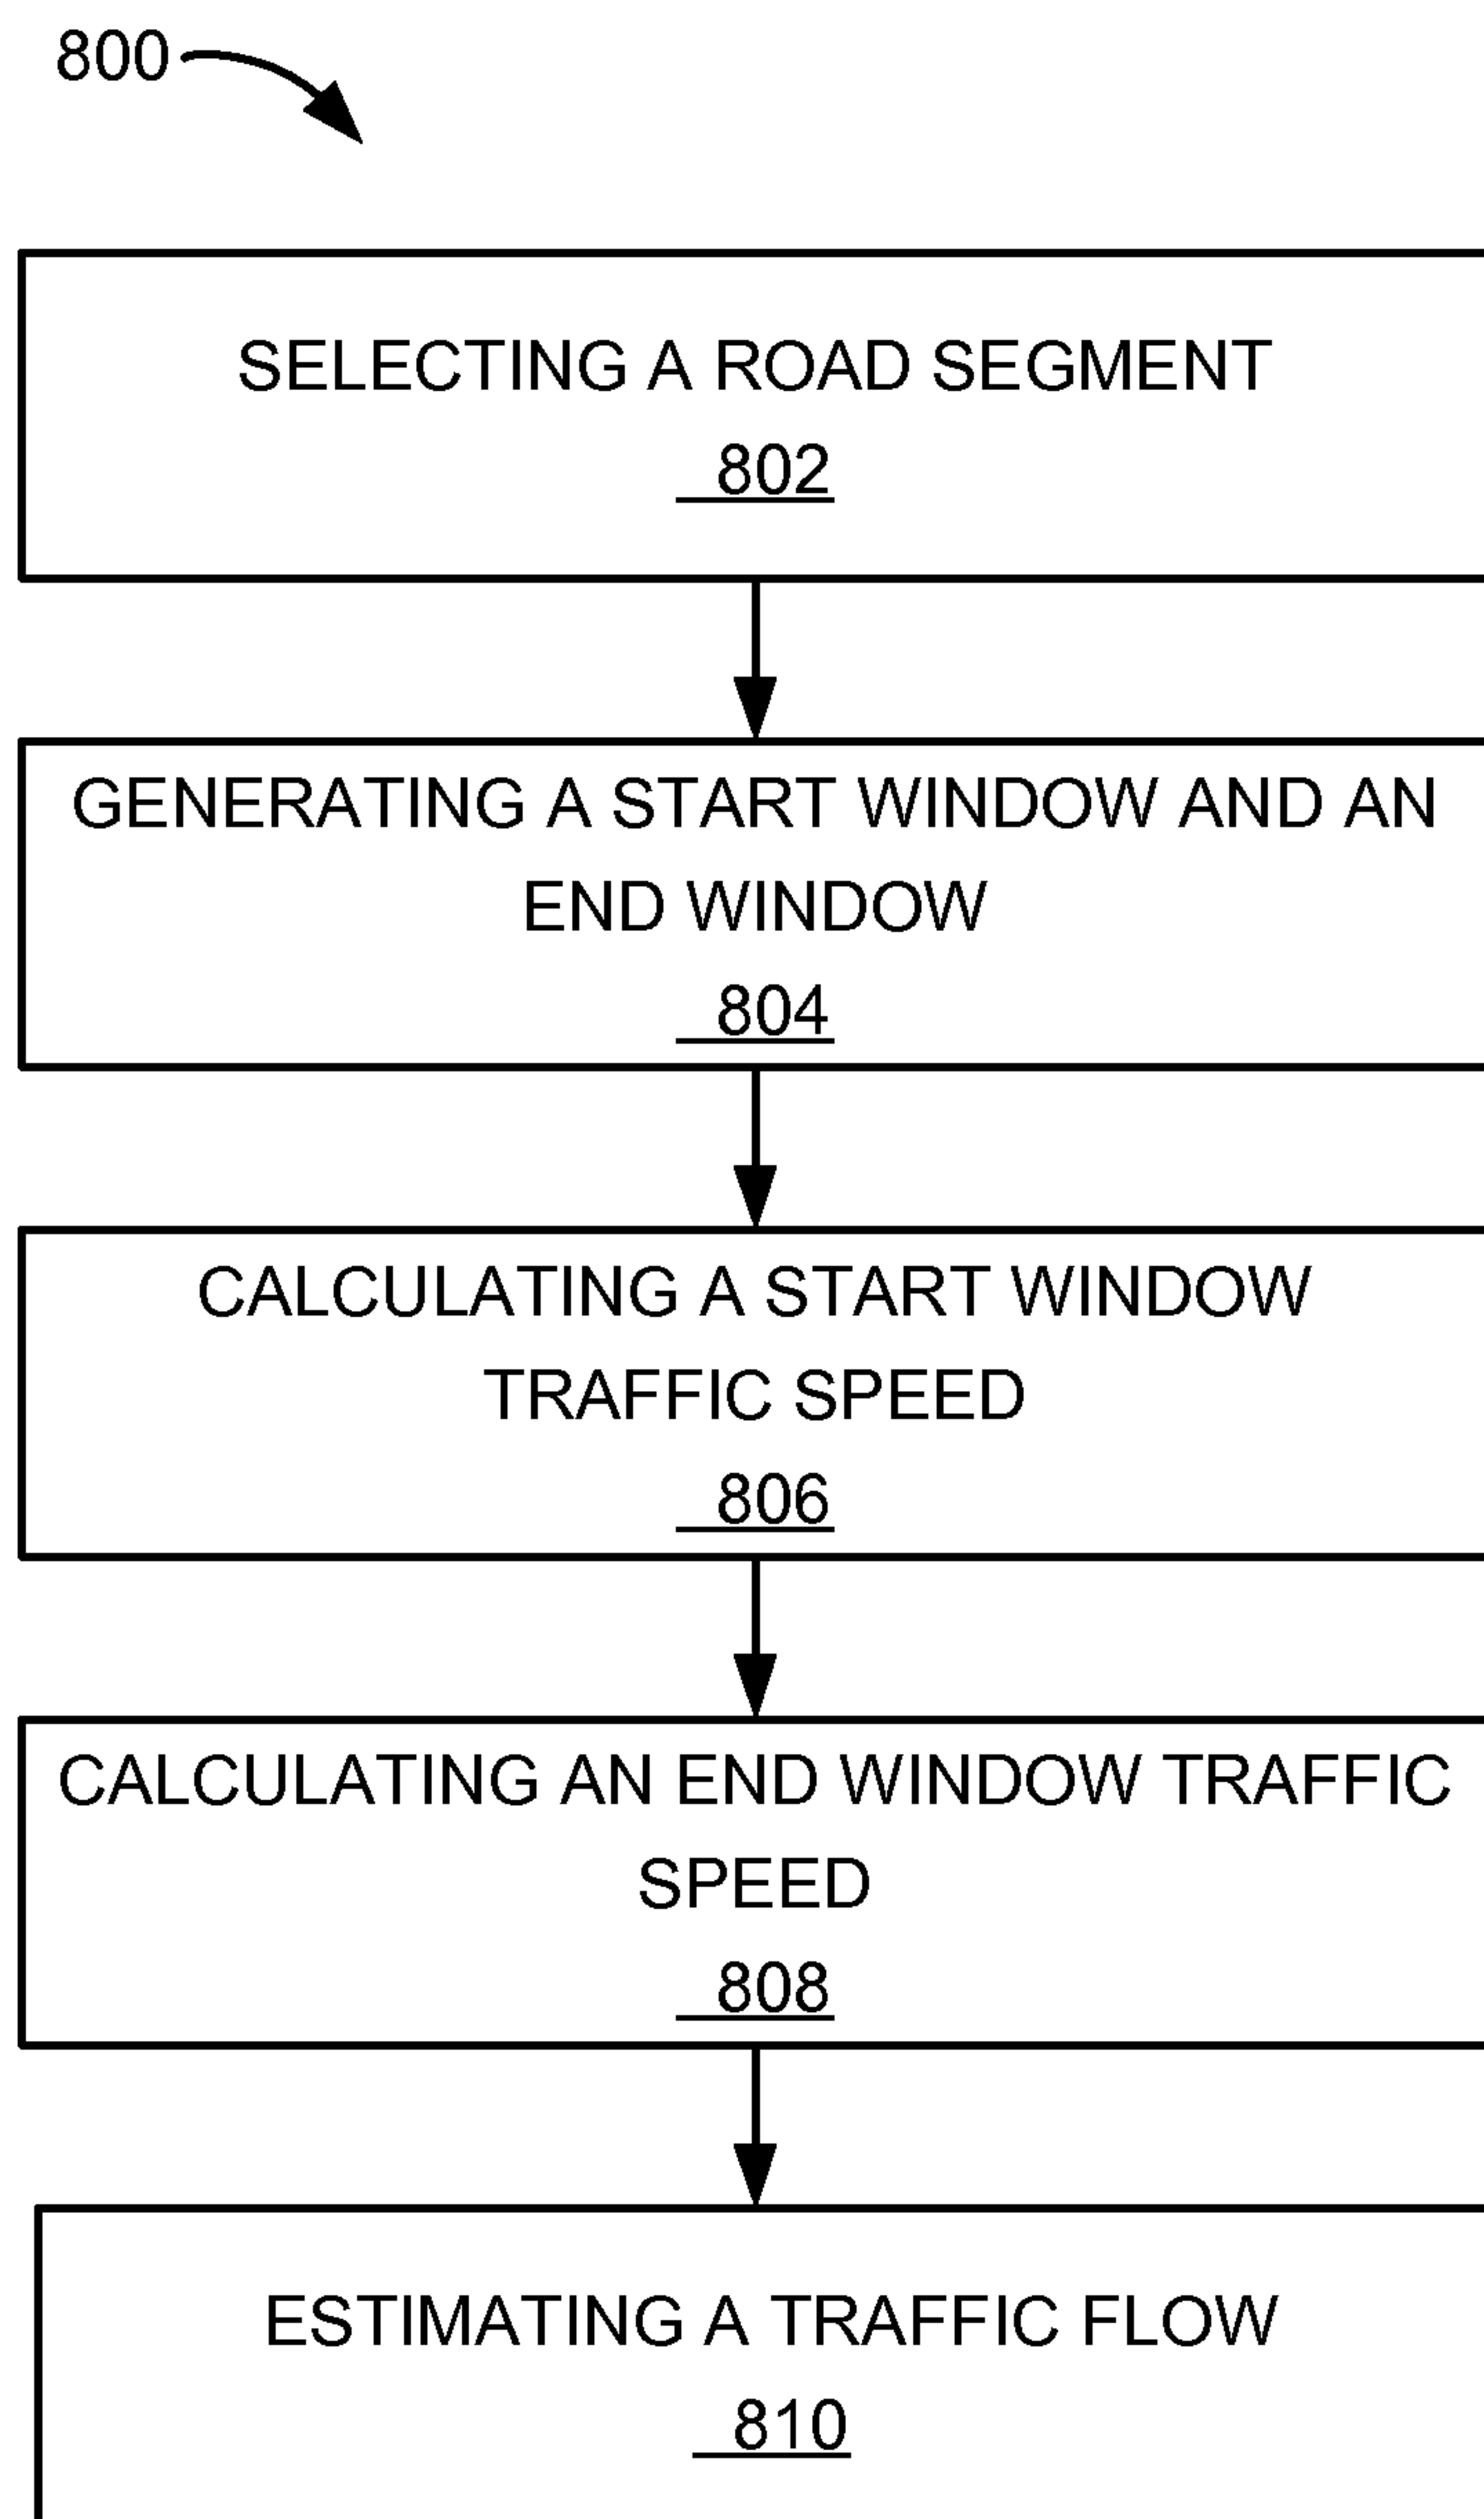 800
SELECTING A ROAD SEGMENT
802
GENERATING A START WINDOW AND AN
END WINDOW
804
CALCULATING A START WINDOW
TRAFFIC SPEED
806
CALCULATING AN END WINDOW TRAFFIC
SPEED
808
ESTIMATING A TRAFFIC FLOW
810